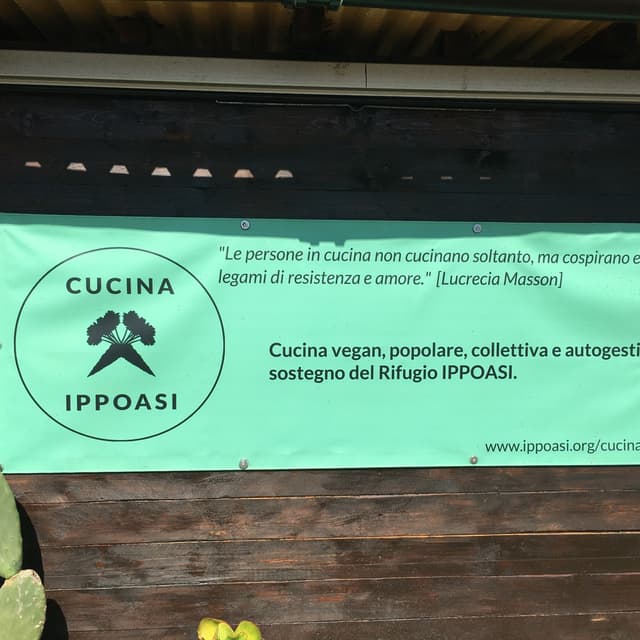 CUCINA
IPPOASI
"Le persone in cucina non cucinano soltanto, ma cospirano e
legami di resistenza e amore." [Lucrecia Masson]
Cucina vegan, popolare, collettiva e autogesti
sostegno del Rifugio IPPOASI.
www.ippoasi.org/cucina